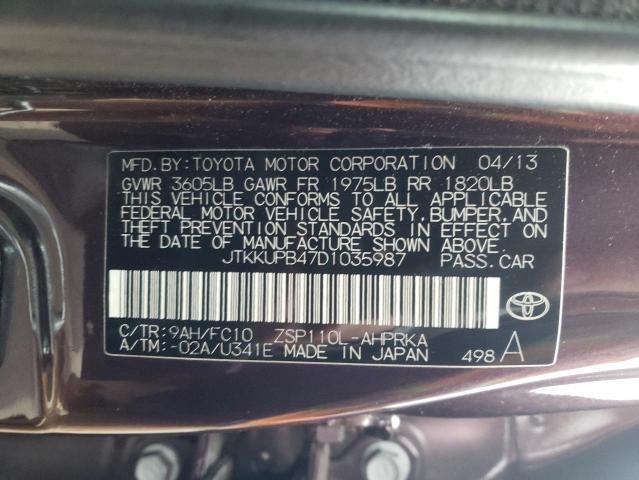 MFD. BY: TOYOTA MOTOR CORPORATION 04/13
GVWR 3605LB GAWR FR 1975LB RR 1820LB
THIS VEHICLE CONFORMS TO ALL APPLICABLE
FEDERAL MOTOR VEHICLE SAFETY, BUMPER, AND
THEFT PREVENTION STANDARDS IN EFFECT ON
THE DATE OF MANUFACTURE SHOWN ABOVE.
JTKKUPB47D1035987 PASS. CAR
C/TR: 9AH/FC10 ZSP110L-AHPRKA
A/TM: -02A/U341E MADE IN JAPAN 498 A